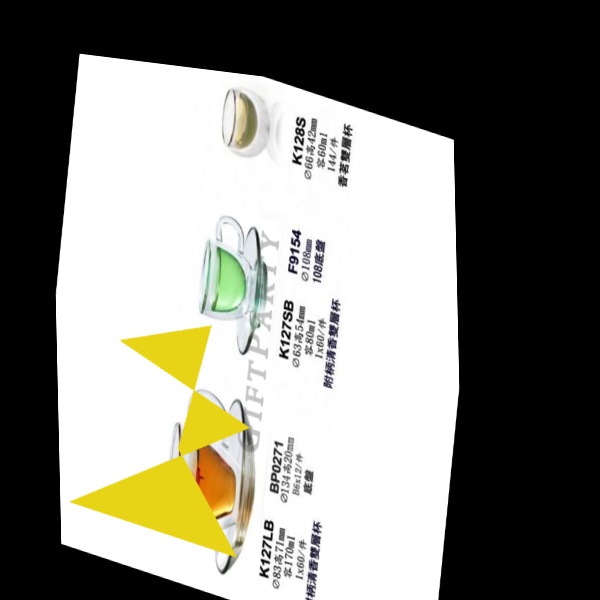 K128S
∅66高42mm
容60ml
144/件
香茗雙層杯
F9154
∅108mm
108底盤
K127SB
∅63高54mm
容80ml
1x60/件
附柄清香雙層杯
GIFTPARTY
BP0271
∅134高20mm
B6x12/件
底盤
K127LB
∅83高71mm
容170ml
1x60/件
附柄清香雙層杯